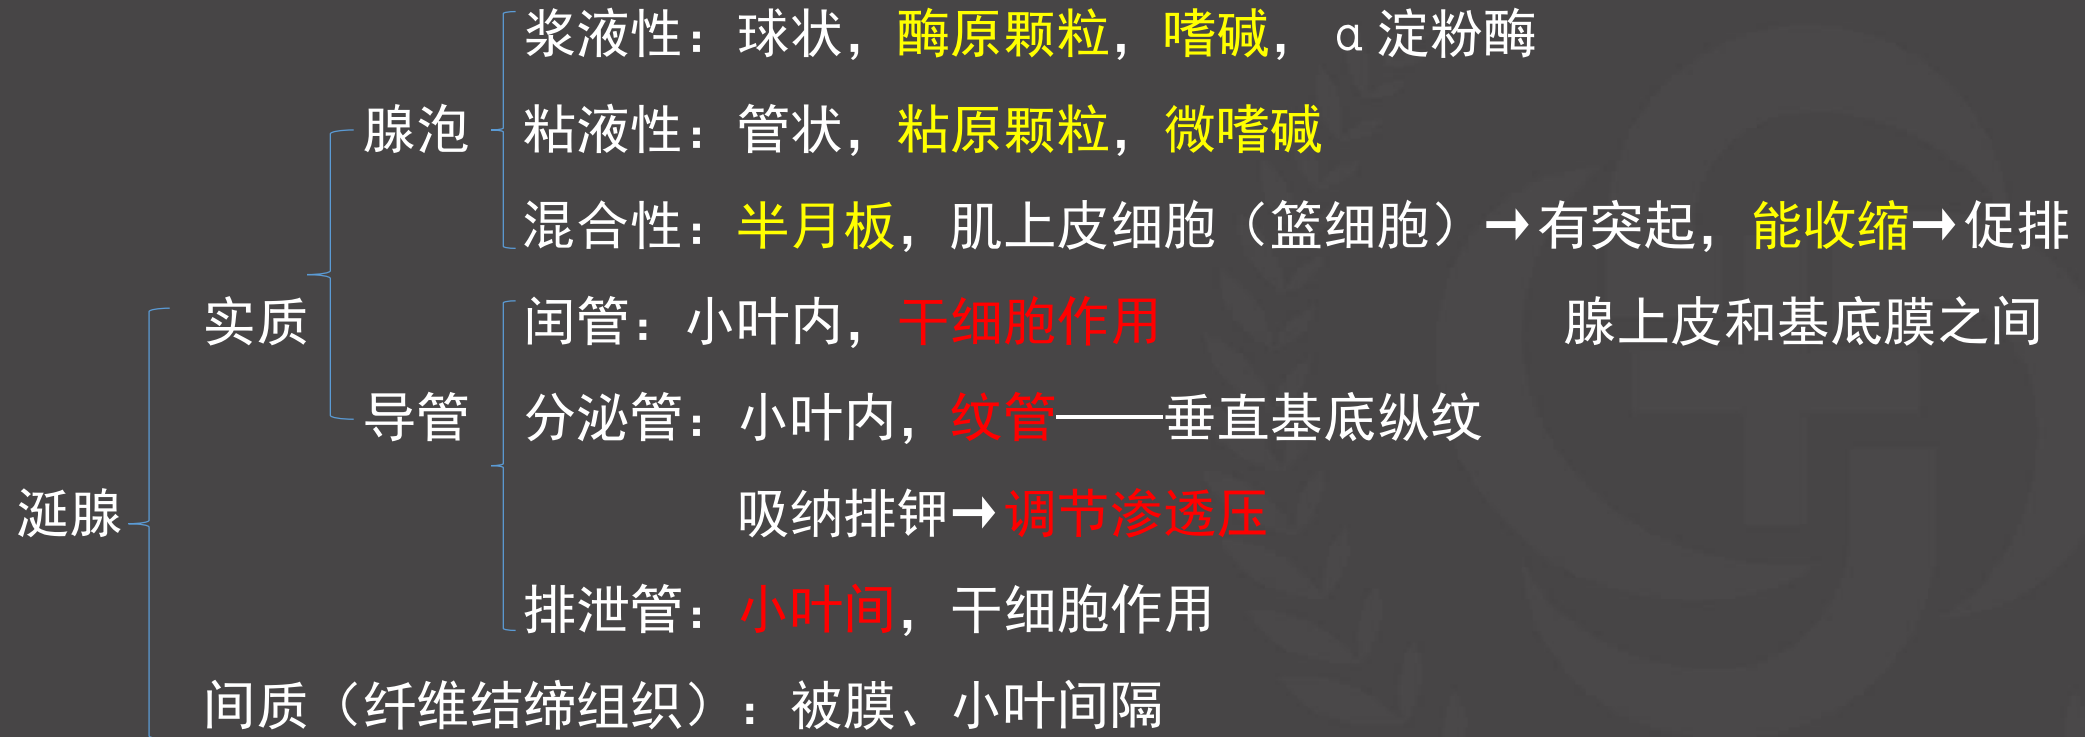 浆液性：球状，酶原颗粒，嗜碱，α淀粉酶
腺泡 粘液性：管状，粘原颗粒，微嗜碱
混合性：半月板，肌上皮细胞（篮细胞）→有突起，能收缩→促排
实质 闰管：小叶内，干细胞作用 腺上皮和基底膜之间
导管 分泌管：小叶内，纹管——垂直基底纵纹
涎腺 吸纳排钾→调节渗透压
排泄管：小叶间，干细胞作用
间质（纤维结缔组织）：被膜、小叶间隔